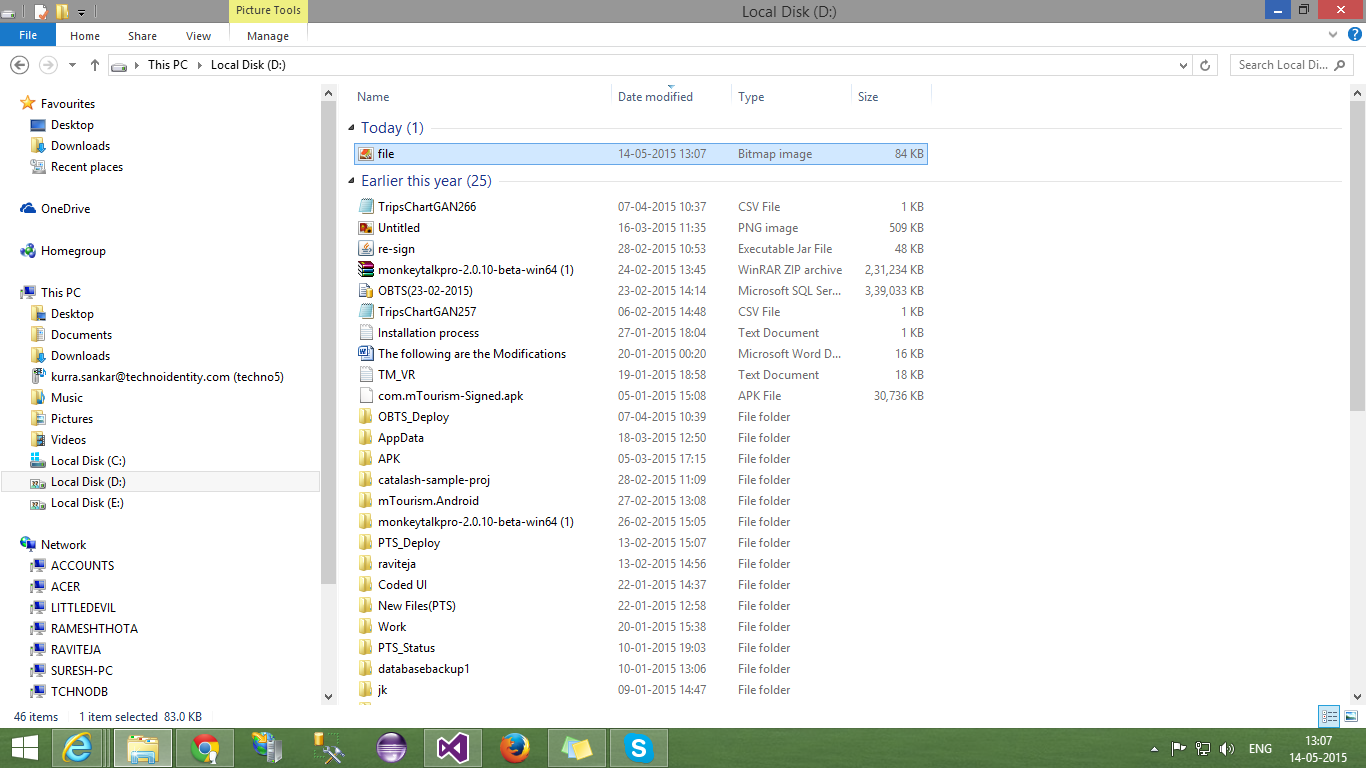 Picture Tools
Local Disk (D:)
File Home Share View Manage
This PC Local Disk (D:)
Search Local Di...
Favourites
Desktop
Downloads
Recent places
OneDrive
Homegroup
This PC
Desktop
Documents
Downloads
kurra.sankar@technoidentity.com (techno5)
Music
Pictures
Videos
Local Disk (C:)
Local Disk (D:)
Local Disk (E:)
Network
ACCOUNTS
ACER
LITTLEDEVIL
RAMESHTHOTA
RAVITEJA
SURESH-PC
TCHNODB
Name Date modified Type Size
Today (1)
file 14-05-2015 13:07 Bitmap image 84 KB
Earlier this year (25)
TripsChartGAN266 07-04-2015 10:37 CSV File 1 KB
Untitled 16-03-2015 11:35 PNG image 509 KB
re-sign 28-02-2015 10:53 Executable Jar File 48 KB
monkeytalkpro-2.0.10-beta-win64 (1) 24-02-2015 13:45 WinRAR ZIP archive 2,31,234 KB
OBTS(23-02-2015) 23-02-2015 14:14 Microsoft SQL Ser... 3,39,033 KB
TripsChartGAN257 06-02-2015 14:48 CSV File 1 KB
Installation process 27-01-2015 18:04 Text Document 1 KB
The following are the Modifications 20-01-2015 00:20 Microsoft Word D... 16 KB
TM_VR 19-01-2015 18:58 Text Document 18 KB
com.mTourism-Signed.apk 05-01-2015 15:08 APK File 30,736 KB
OBTS_Deploy 07-04-2015 10:39 File folder
AppData 18-03-2015 12:50 File folder
APK 05-03-2015 17:15 File folder
catalash-sample-proj 28-02-2015 11:09 File folder
mTourism.Android 27-02-2015 13:08 File folder
monkeytalkpro-2.0.10-beta-win64 (1) 26-02-2015 15:05 File folder
PTS_Deploy 13-02-2015 15:07 File folder
raviteja 13-02-2015 14:56 File folder
Coded UI 22-01-2015 14:37 File folder
New Files(PTS) 22-01-2015 12:58 File folder
Work 20-01-2015 15:38 File folder
PTS_Status 10-01-2015 19:03 File folder
databasebackup1 10-01-2015 13:06 File folder
jk 09-01-2015 14:47 File folder
46 items 1 item selected 83.0 KB
ENG
13:07
14-05-2015